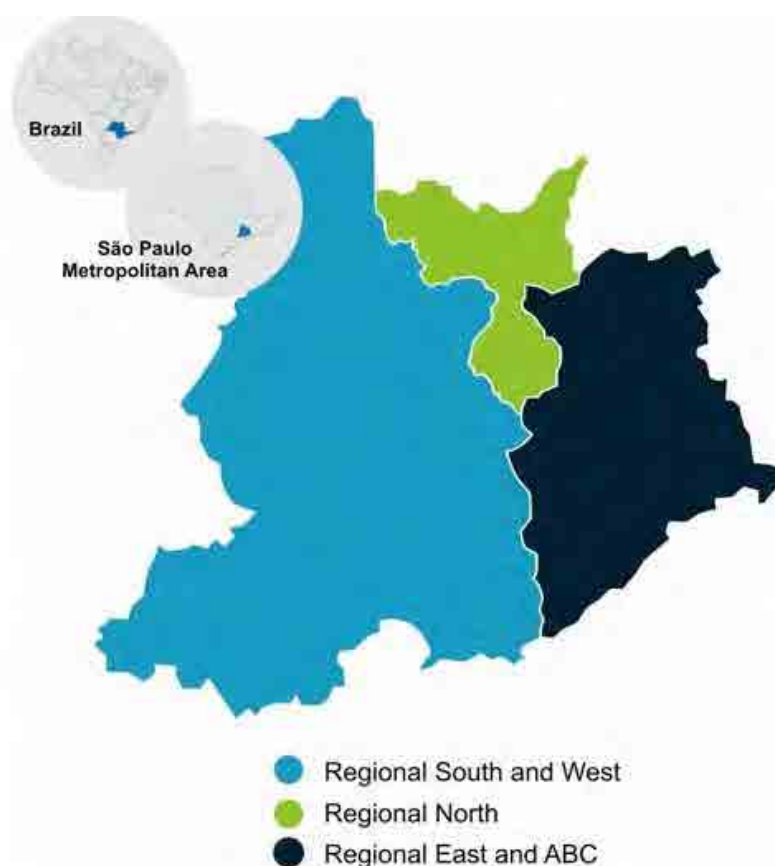 Brazil
São Paulo
Metropolitan Area
Regional South and West
Regional North
Regional East and ABC